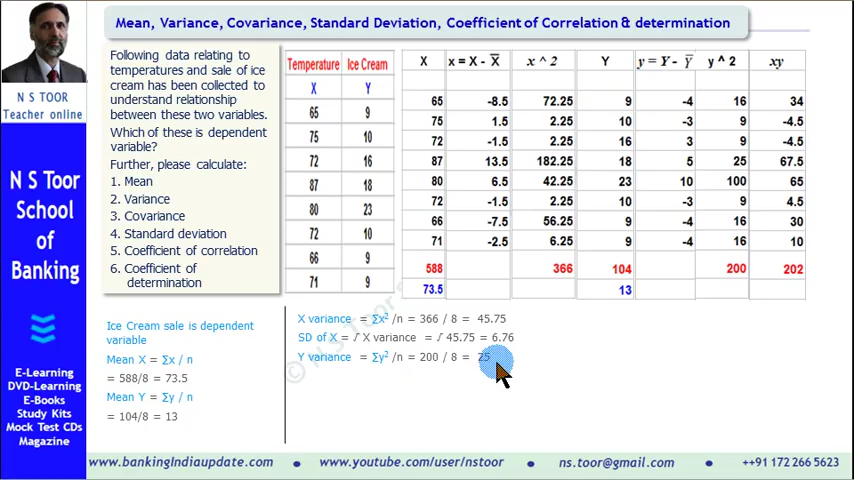 Mean, Variance, Covariance, Standard Deviation, Coefficient of Correlation & determination
N S TOOR
Teacher online
N S Toor
School
of
Banking
E-Learning
DVD-Learning
E-Books
Study Kits
Mock Test CDs
Magazine
Following data relating to
temperatures and sale of ice
cream has been collected to
understand relationship
between these two variables.
Which of these is dependent
variable?
Further, please calculate:
1. Mean
2. Variance
3. Covariance
4. Standard deviation
5. Coefficient of correlation
6. Coefficient of
determination
Temperature Ice Cream
X Y
65 9
75 10
72 16
87 18
80 23
72 10
66 9
71 9
X x = X - X̅ x ^ 2 Y y = Y - Y̅ y ^ 2 xy
65 -8.5 72.25 9 -4 16 34
75 1.5 2.25 10 -3 9 -4.5
72 -1.5 2.25 16 3 9 -4.5
87 13.5 182.25 18 5 25 67.5
80 6.5 42.25 23 10 100 65
72 -1.5 2.25 10 -3 9 4.5
66 -7.5 56.25 9 -4 16 30
71 -2.5 6.25 9 -4 16 10
588 366 104 200 202
73.5 13
Ice Cream sale is dependent
variable
Mean X = ∑x / n
= 588/8 = 73.5
Mean Y = ∑y / n
= 104/8 = 13
X variance = ∑x² /n = 366 / 8 = 45.75
SD of X = √ X variance = √ 45.75 = 6.76
Y variance = ∑y² /n = 200 / 8 = 25
© N S Toor
www.bankingIndiaupdate.com ● www.youtube.com/user/nstoor ● ns.toor@gmail.com ● ++91 172 266 5623